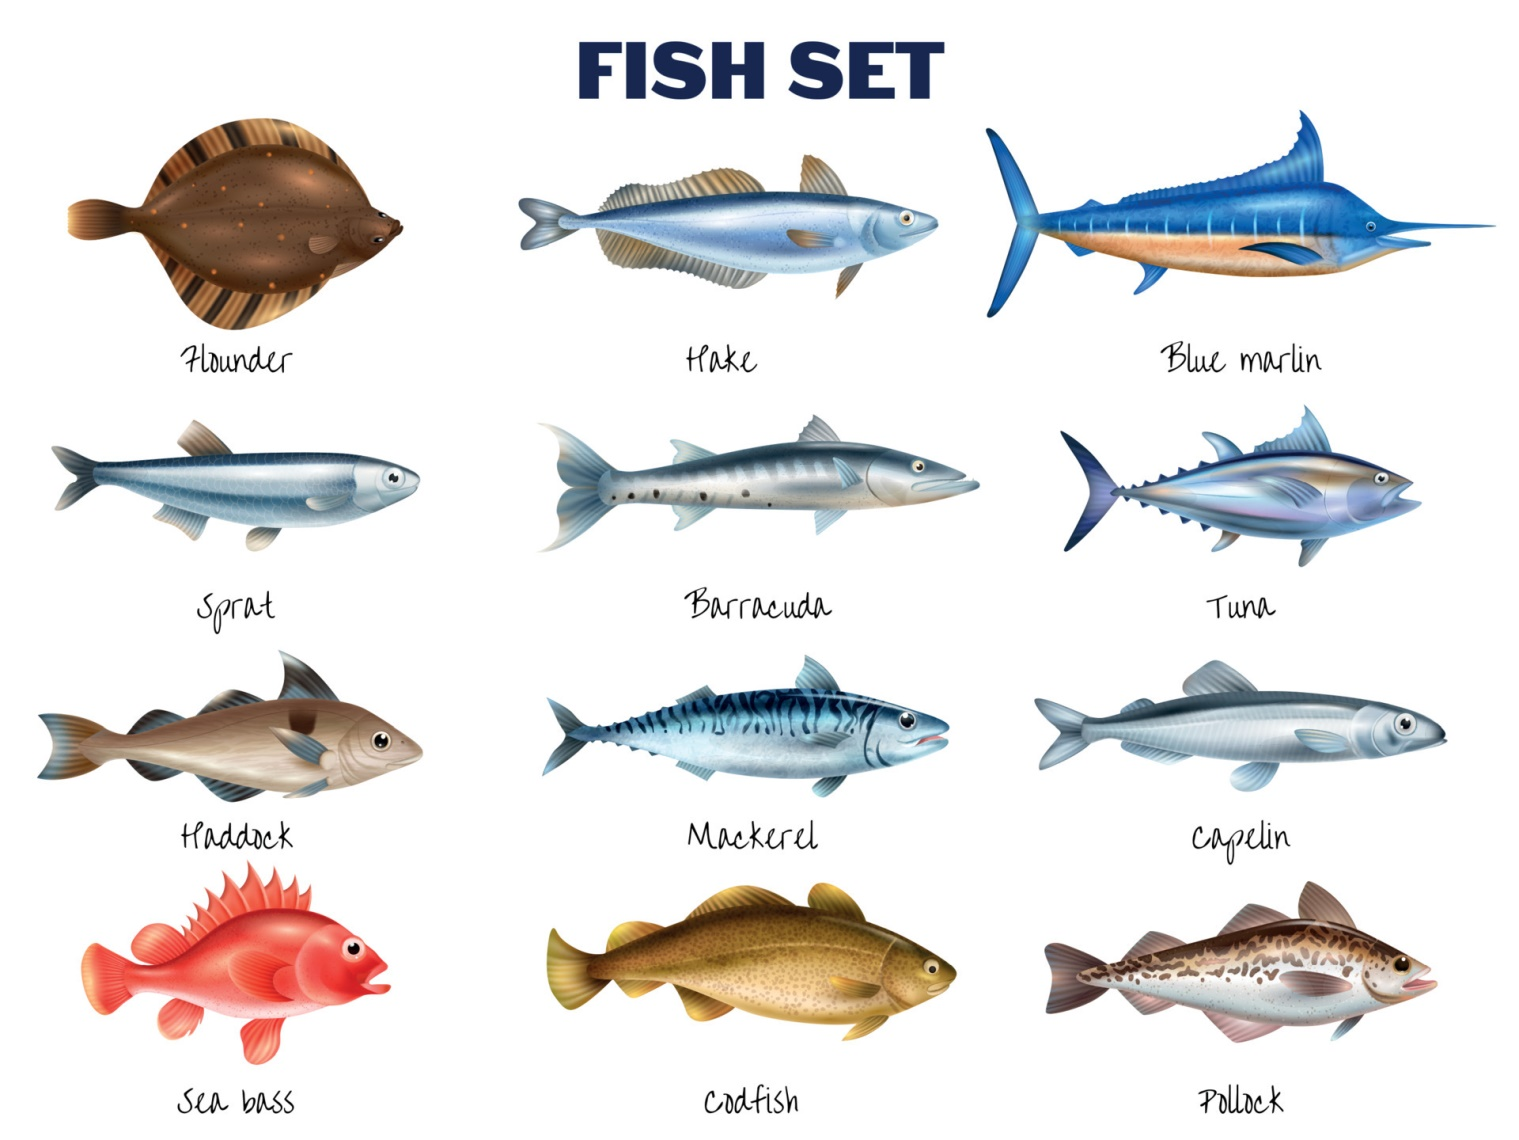 FISH SET
Flounder
Hake
Blue marlin
Sprat
Barracuda
Tuna
Haddock
Mackerel
Capelin
Sea bass
Codfish
Pollock